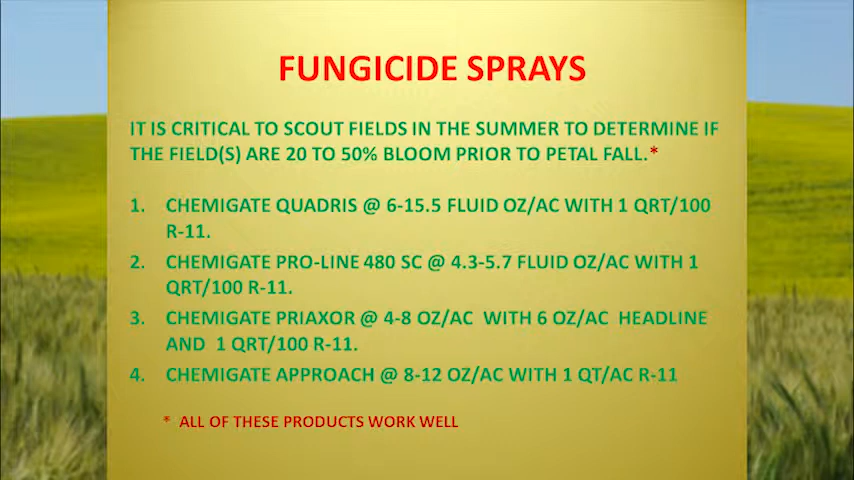 FUNGICIDE SPRAYS
IT IS CRITICAL TO SCOUT FIELDS IN THE SUMMER TO DETERMINE IF
THE FIELD(S) ARE 20 TO 50% BLOOM PRIOR TO PETAL FALL.*
1. CHEMIGATE QUADRIS @ 6-15.5 FLUID OZ/AC WITH 1 QRT/100
R-11.
2. CHEMIGATE PRO-LINE 480 SC @ 4.3-5.7 FLUID OZ/AC WITH 1
QRT/100 R-11.
3. CHEMIGATE PRIAXOR @ 4-8 OZ/AC WITH 6 OZ/AC HEADLINE
AND 1 QRT/100 R-11.
4. CHEMIGATE APPROACH @ 8-12 OZ/AC WITH 1 QT/AC R-11
* ALL OF THESE PRODUCTS WORK WELL